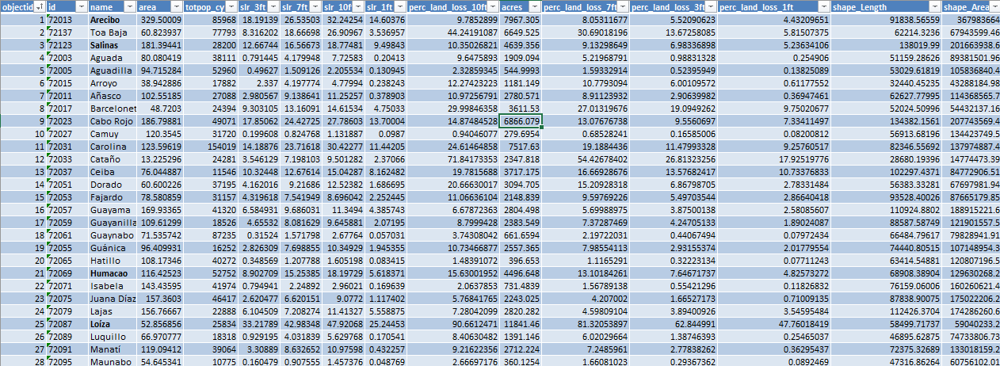 objectid id name area totpop_cy slr_3ft slr_7ft slr_10f slr_1ft perc_land_loss_10ft acres perc_land_loss_7ft perc_land_loss_3ft perc_land_loss_1ft shape_Length shape_Area
1 72013 Arecibo 329.50009 85968 18.19139 26.53503 32.24254 14.60376 9.7852899 7967.305 8.05311677 5.52090623 4.43209651 91838.56559 367983664
2 72137 Toa Baja 60.823937 77793 8.316202 18.66698 26.90967 3.536957 44.24191087 6649.525 30.69018196 13.67258085 5.81507375 62214.3236 67943599.46
3 72123 Salinas 181.39441 28200 12.66744 16.56673 18.77481 9.49843 10.35026821 4639.356 9.13298649 6.98336898 5.23634106 138019.99 201663938.6
4 72003 Aguada 80.080419 38111 0.791445 4.179948 7.72583 0.20413 9.6475893 1909.094 5.21968791 0.98831328 0.254906 51159.28626 89381501.96
5 72005 Aguadilla 94.715284 52960 0.49627 1.509126 2.205534 0.130945 2.32859345 544.9993 1.59332914 0.52395949 0.13825089 53029.61819 105836840.4
6 72015 Arroyo 38.942886 17882 2.337 4.197774 4.77994 0.238243 12.27423223 1181.149 10.7793094 6.00109572 0.61177552 32440.45235 43288184.98
7 72011 Añasco 102.55185 27088 2.980567 9.138641 11.25257 0.378903 10.97256791 2780.571 8.91123932 2.90639982 0.36947461 62627.77995 114368565.7
8 72017 Barcelonet 48.7203 24394 9.303105 13.16091 14.61534 4.75033 29.99846358 3611.53 27.01319676 19.0949262 9.75020677 52024.50996 54432137.16
9 72023 Cabo Rojo 186.79881 49071 17.85062 24.42725 27.78603 13.70004 14.87484528 6866.079 13.07676738 9.5560697 7.33411497 134382.1561 207743569.4
10 72027 Camuy 120.3545 31720 0.199608 0.824768 1.131887 0.0987 0.94046077 279.6954 0.68528241 0.16585006 0.08200812 56913.68196 134423749.5
11 72031 Carolina 123.59619 154019 14.18876 23.71618 30.42277 11.44205 24.61464858 7517.63 19.1884436 11.47993328 9.25760517 82346.55692 137974887.4
12 72033 Cataño 13.225296 24281 3.546129 7.198103 9.501282 2.37066 71.84173353 2347.818 54.42678402 26.81323256 17.92519776 28680.19396 14774473.39
13 72037 Ceiba 76.044887 11546 10.32448 12.67614 15.04287 8.162482 19.7815688 3717.175 16.66928676 13.57682417 10.73376833 102297.4371 84772906.51
14 72051 Dorado 60.600226 37195 4.162016 9.21686 12.52382 1.686695 20.66630017 3094.705 15.20928318 6.86798705 2.78331484 56383.33281 67697981.94
15 72053 Fajardo 78.580859 31157 4.319618 7.541949 8.696042 2.252445 11.06636104 2148.839 9.59769226 5.49703544 2.86640418 93528.40026 87665179.85
16 72057 Guayama 169.93365 41320 6.584931 9.686031 11.3494 4.385743 6.67872363 2804.498 5.69988975 3.87500138 2.58085607 110924.8802 188915221.6
17 72059 Guayanilla 109.61299 18526 4.65532 8.081629 9.645881 2.07195 8.7999428 2383.549 7.37287469 4.24705133 1.89024087 88587.58749 121901557.5
18 72061 Guaynabo 71.535742 87235 0.31524 1.571798 2.67764 0.057031 3.74308042 661.6594 2.19722031 0.44067494 0.07972434 66484.79617 79828941.91
19 72055 Guánica 96.409931 16252 2.826309 7.698855 10.34929 1.945355 10.73466877 2557.365 7.98554113 2.93155374 2.01779554 74440.80515 107148954.3
20 72065 Hatillo 108.17346 40272 0.348569 1.207788 1.605198 0.083415 1.48391072 396.653 1.1165291 0.32223134 0.07711243 63414.54881 120807196.5
21 72069 Humacao 116.42523 52752 8.902709 15.25385 18.19729 5.618371 15.63001952 4496.648 13.10184261 7.64671737 4.82573272 68908.38904 129630268.2
22 72071 Isabela 143.43595 41974 0.794941 2.24892 2.96021 0.169639 2.0637853 731.4839 1.56789138 0.55421296 0.11826832 76159.06006 160260621.4
23 72075 Juana Díaz 157.3603 46417 2.620477 6.620151 9.0772 1.117402 5.76841765 2243.025 4.207002 1.66527173 0.71009135 87838.90075 175022206.2
24 72079 Lajas 156.76667 22888 6.104509 7.208274 11.41327 5.558875 7.28042099 2820.282 4.59809104 3.89400926 3.54595484 112426.3704 174286260.6
25 72087 Loíza 52.856856 25834 33.21789 42.98348 47.92068 25.24453 90.6612471 11841.46 81.32053897 62.844991 47.76018419 58499.71737 59040233.2
26 72089 Luquillo 66.970777 18318 0.929195 4.031839 5.629768 0.170541 8.40630482 1391.146 6.02029664 1.38746393 0.25465037 46895.62875 74733806.73
27 72091 Manatí 119.09412 39064 3.30889 8.632652 10.97598 0.432257 9.21622356 2712.224 7.2485961 2.77838262 0.36295437 72375.32689 133018159.2
28 72095 Maunabo 54.645341 10775 0.160479 0.907555 1.457376 0.048769 2.66697176 360.1254 1.66081023 0.29367362 0.0892469 47316.86264 60756102.01